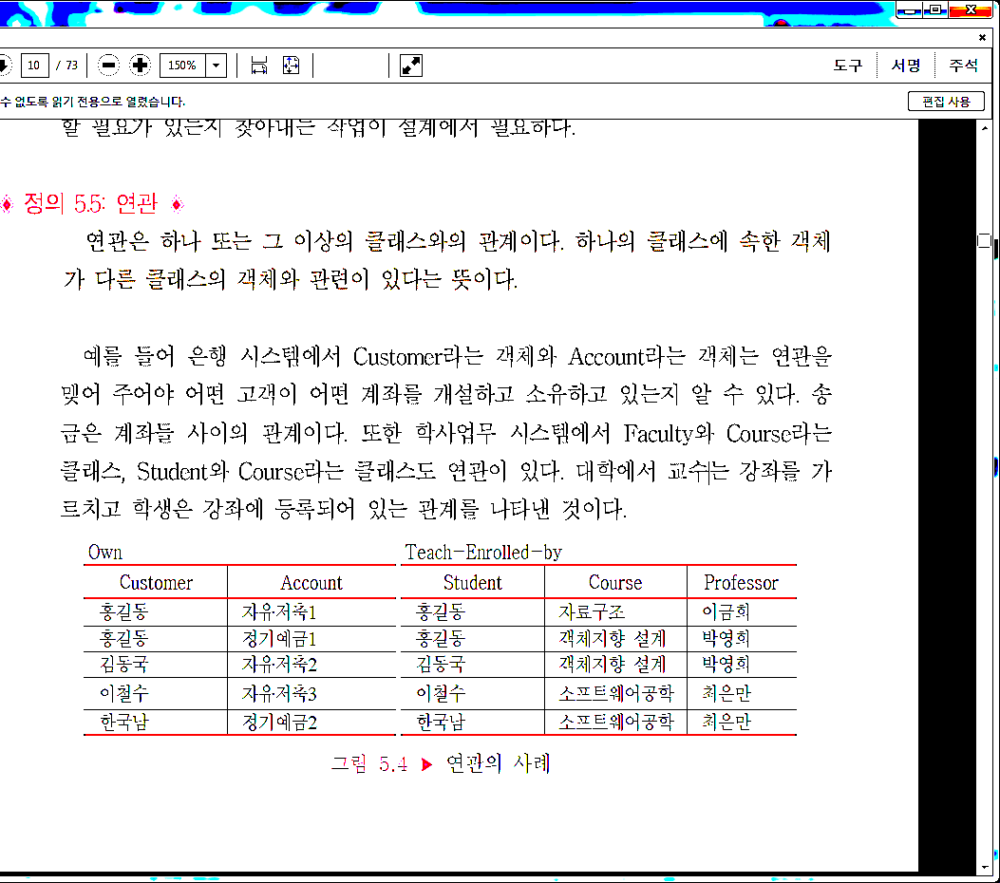 10 / 73 150% 도구 서명 주석
수 없도록 읽기 전용으로 열렸습니다. 편집 사용
할 필요가 있는지 찾아내는 작업이 설계에서 필요하다.
정의 5.5: 연관
연관은 하나 또는 그 이상의 클래스와의 관계이다. 하나의 클래스에 속한 객체
가 다른 클래스의 객체와 관련이 있다는 뜻이다.
예를 들어 은행 시스템에서 Customer라는 객체와 Account라는 객체는 연관을
맺어 주어야 어떤 고객이 어떤 계좌를 개설하고 소유하고 있는지 알 수 있다. 송
금은 계좌들 사이의 관계이다. 또한 학사업무 시스템에서 Faculty와 Course라는
클래스, Student와 Course라는 클래스도 연관이 있다. 대학에서 교수는 강좌를 가
르치고 학생은 강좌에 등록되어 있는 관계를 나타낸 것이다.
Own Teach-Enrolled-by
Customer Account Student Course Professor
홍길동 자유저축1 홍길동 자료구조 이금희
홍길동 정기예금1 홍길동 객체지향 설계 박영희
김동국 자유저축2 김동국 객체지향 설계 박영희
이철수 자유저축3 이철수 소프트웨어공학 최은만
한국남 정기예금2 한국남 소프트웨어공학 최은만
그림 5.4 ▶ 연관의 사례